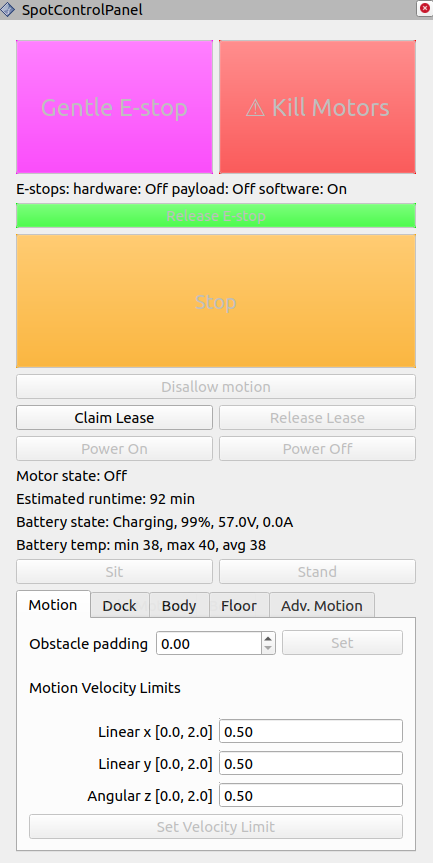 SpotControlPanel
Gentle E-stop
⚠ Kill Motors
E-stops: hardware: Off payload: Off software: On
Release E-Stop
Stop
Disallow motion
Claim Lease
Release Lease
Power On
Power Off
Motor state: Off
Estimated runtime: 92 min
Battery state: Charging, 99%, 57.0V, 0.0A
Battery temp: min 38, max 40, avg 38
Sit
Stand
Motion Dock Body Floor Adv. Motion
Obstacle padding 0.00 Set
Motion Velocity Limits
Linear x [0.0, 2.0] 0.50
Linear y [0.0, 2.0] 0.50
Angular z [0.0, 2.0] 0.50
Set Velocity Limit